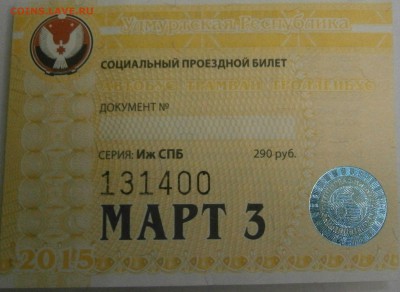 COINS.LAVE.RU
Удмуртская Республика
СОЦИАЛЬНЫЙ ПРОЕЗДНОЙ БИЛЕТ
ДОКУМЕНТ №
СЕРИЯ: Иж СПБ 290 руб.
131400
МАРТ 3
2015